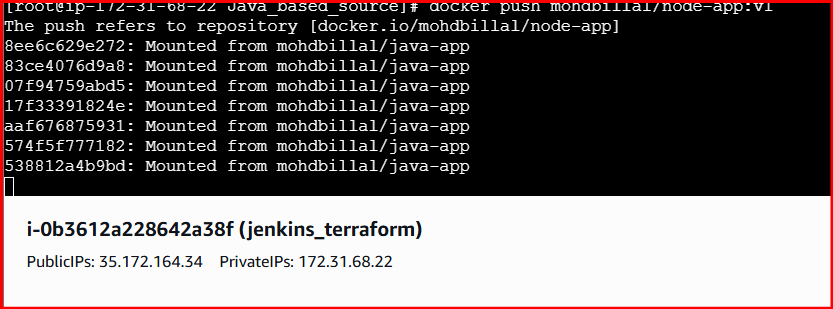 [root@ip-172-31-68-22 Java_based_source]# docker push mohdbillal/node-app:v1
The push refers to repository [docker.io/mohdbillal/node-app]
8ee6c629e272: Mounted from mohdbillal/java-app
83ce4076d9a8: Mounted from mohdbillal/java-app
07f94759abd5: Mounted from mohdbillal/java-app
17f33391824e: Mounted from mohdbillal/java-app
aaf676875931: Mounted from mohdbillal/java-app
574f5f777182: Mounted from mohdbillal/java-app
538812a4b9bd: Mounted from mohdbillal/java-app
i-0b3612a228642a38f (jenkins_terraform)
PublicIPs: 35.172.164.34 PrivateIPs: 172.31.68.22